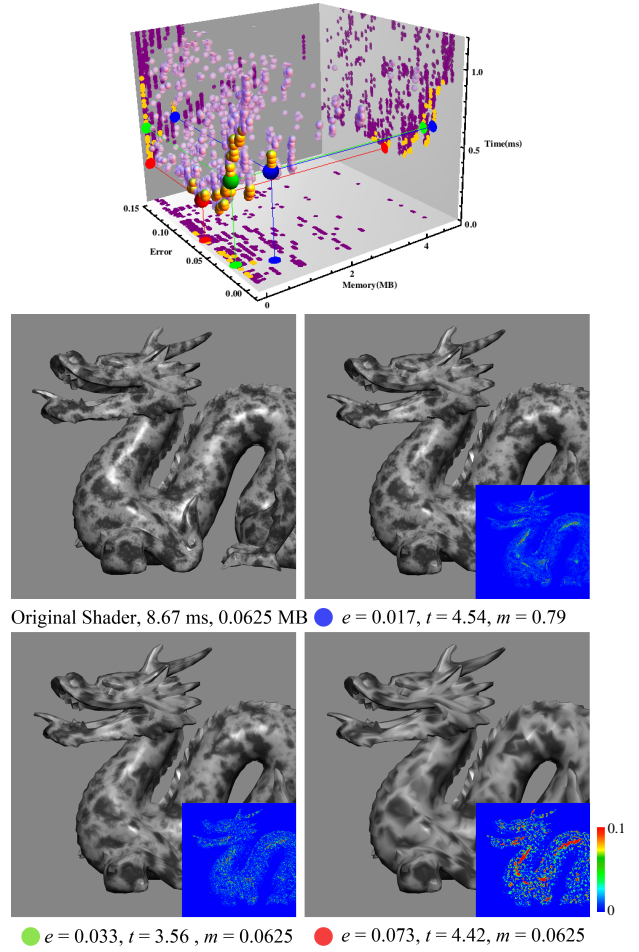 1.0
0.5
Time(ms)
0.0
0.15
0.10
Error
0.05
0.00
0
2
4
Memory(MB)
Original Shader, 8.67 ms, 0.0625 MB
e = 0.017, t = 4.54, m = 0.79
0.1
0
e = 0.033, t = 3.56 , m = 0.0625
e = 0.073, t = 4.42, m = 0.0625